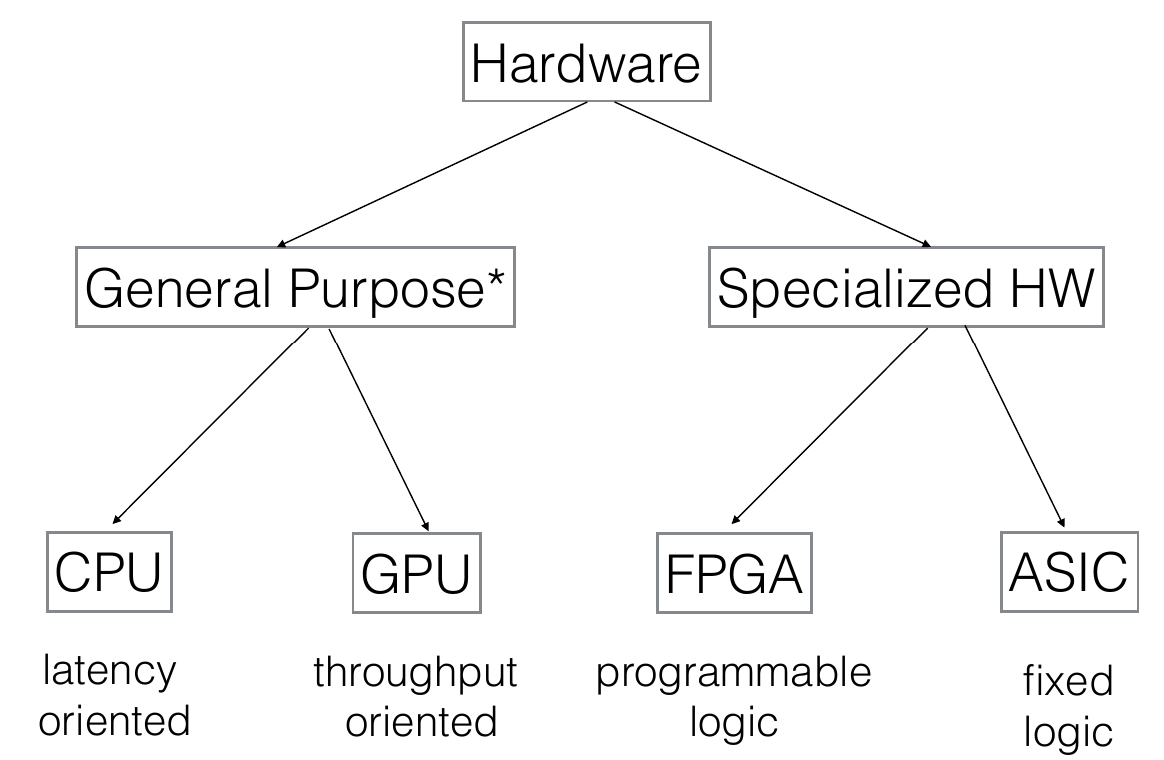 Hardware
General Purpose*
Specialized HW
CPU
GPU
FPGA
ASIC
latency
oriented
throughput
oriented
programmable
logic
fixed
logic